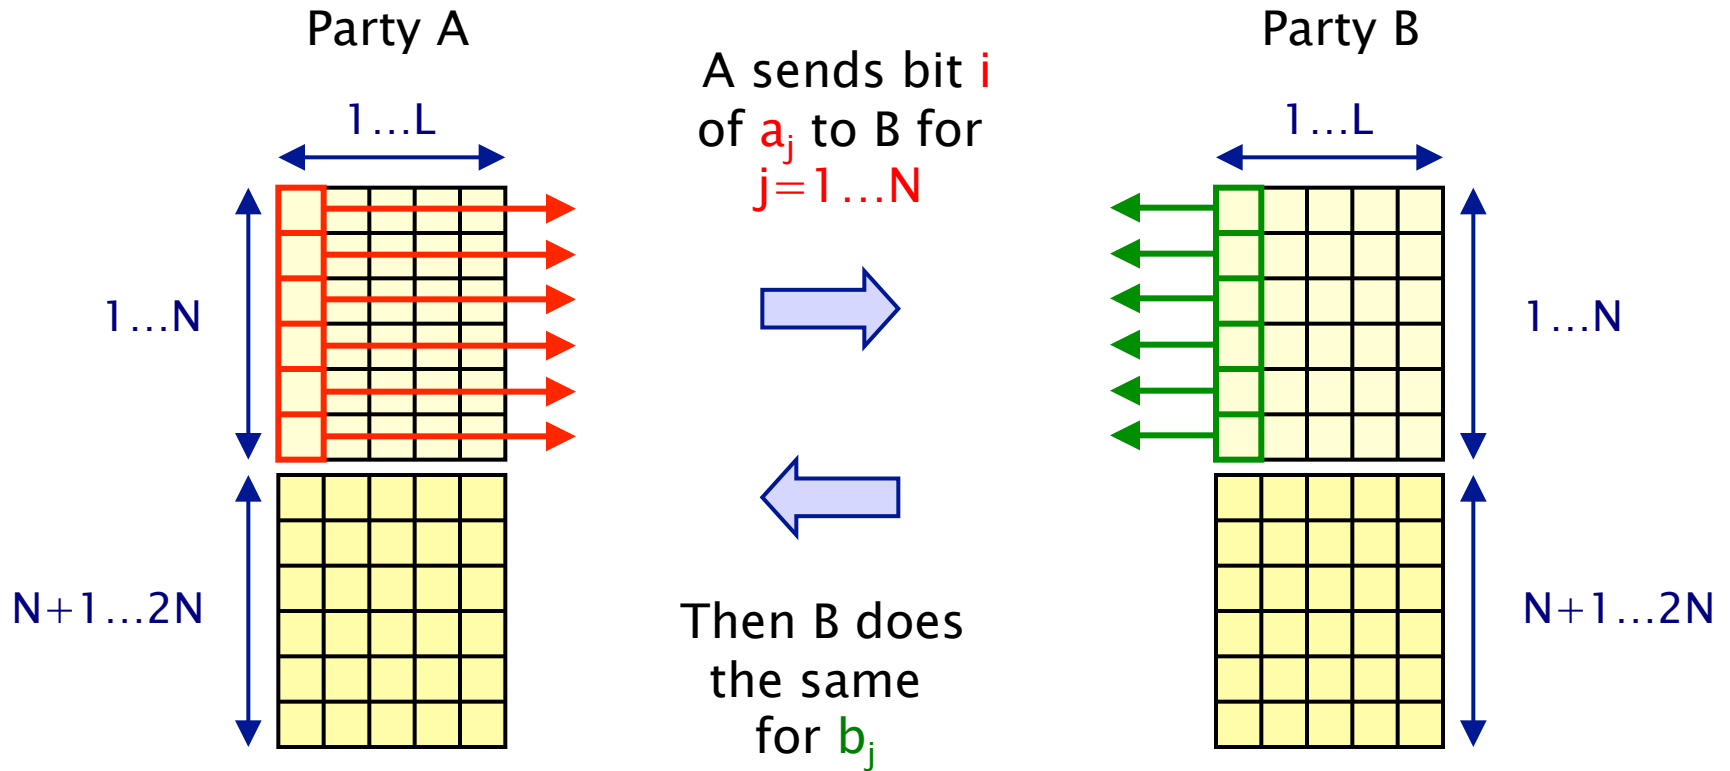 Party A
Party B
A sends bit i
of aj to B for
j=1...N
1...L
1...L
1...N
1...N
N+1...2N
N+1...2N
Then B does
the same
for bj